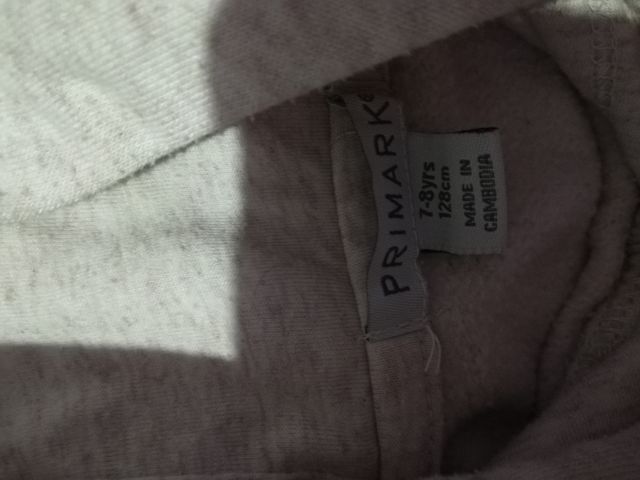 PRIMARK
7-8yrs
128cm
MADE IN
CAMBODIA